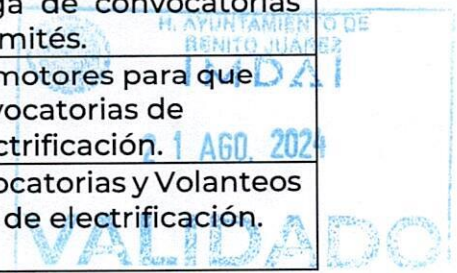 ga de convocatorias
H. AYUNTAMIENTO DE
mités.
BENITO JUÁREZ
motores para que
IMDAI
vocatorias de
ctrificación.
21 AGO. 2024
ocatorias y Volanteos
de electrificación.
VALIDADO